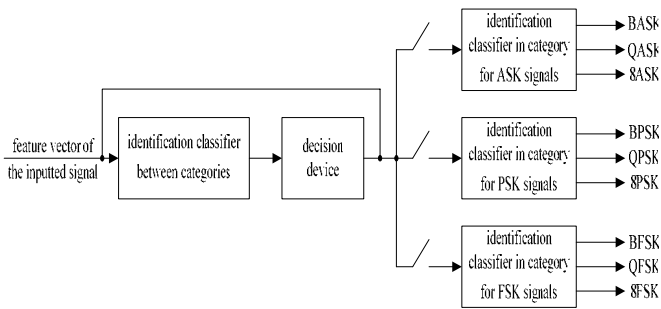 feature vector of
the inputted signal
identification classifier
between categories
decision
device
identification
classifier in category
for ASK signals
BASK
QASK
8ASK
identification
classifier in category
for PSK signals
BPSK
QPSK
8PSK
identification
classifier in category
for FSK signals
BFSK
QFSK
8FSK